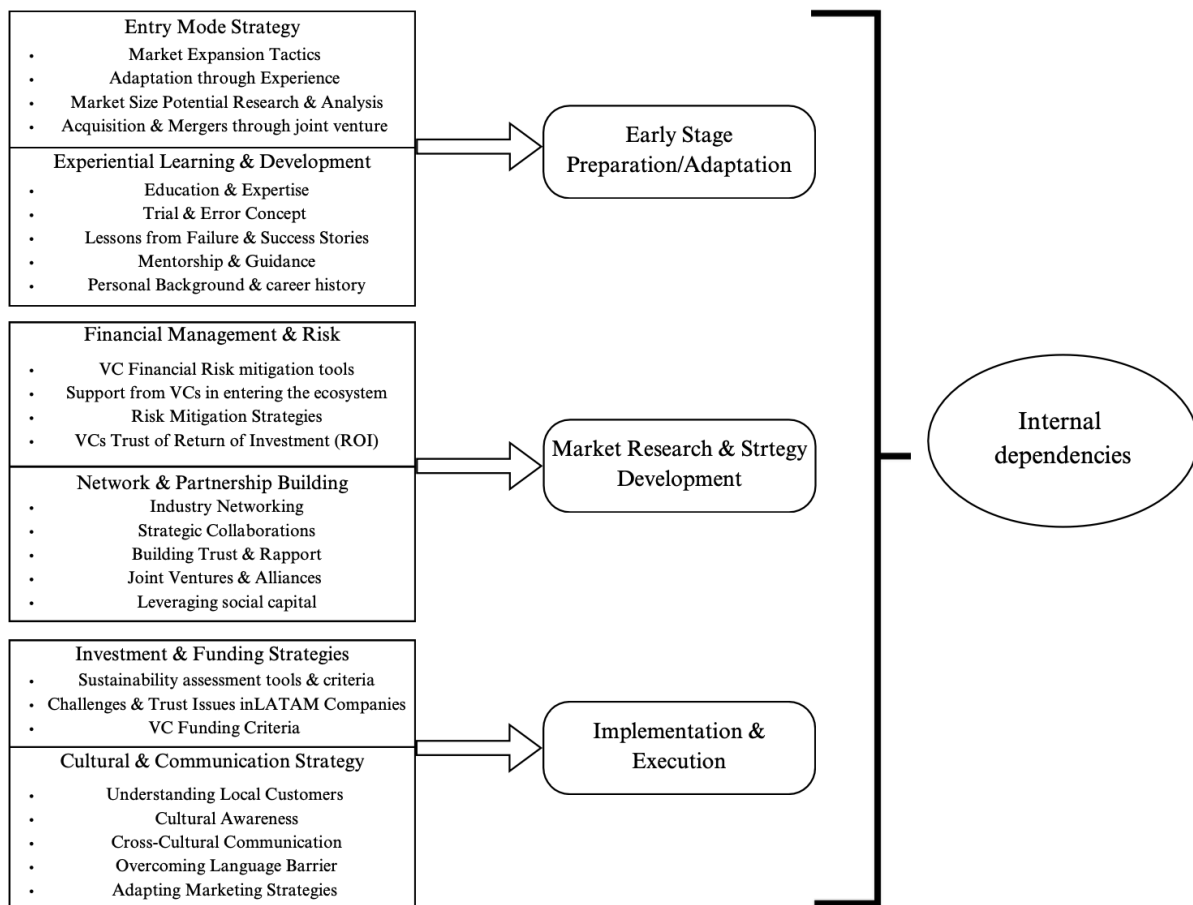 Entry Mode Strategy
• Market Expansion Tactics
• Adaptation through Experience
• Market Size Potential Research & Analysis
• Acquisition & Mergers through joint venture
Experiential Learning & Development
• Education & Expertise
• Trial & Error Concept
• Lessons from Failure & Success Stories
• Mentorship & Guidance
• Personal Background & career history
Early Stage
Preparation/Adaptation
Financial Management & Risk
• VC Financial Risk mitigation tools
• Support from VCs in entering the ecosystem
• Risk Mitigation Strategies
• VCs Trust of Return of Investment (ROI)
Network & Partnership Building
• Industry Networking
• Strategic Collaborations
• Building Trust & Rapport
• Joint Ventures & Alliances
• Leveraging social capital
Market Research & Strtegy
Development
Investment & Funding Strategies
• Sustainability assessment tools & criteria
• Challenges & Trust Issues inLATAM Companies
• VC Funding Criteria
Cultural & Communication Strategy
• Understanding Local Customers
• Cultural Awareness
• Cross-Cultural Communication
• Overcoming Language Barrier
• Adapting Marketing Strategies
Implementation &
Execution
Internal
dependencies